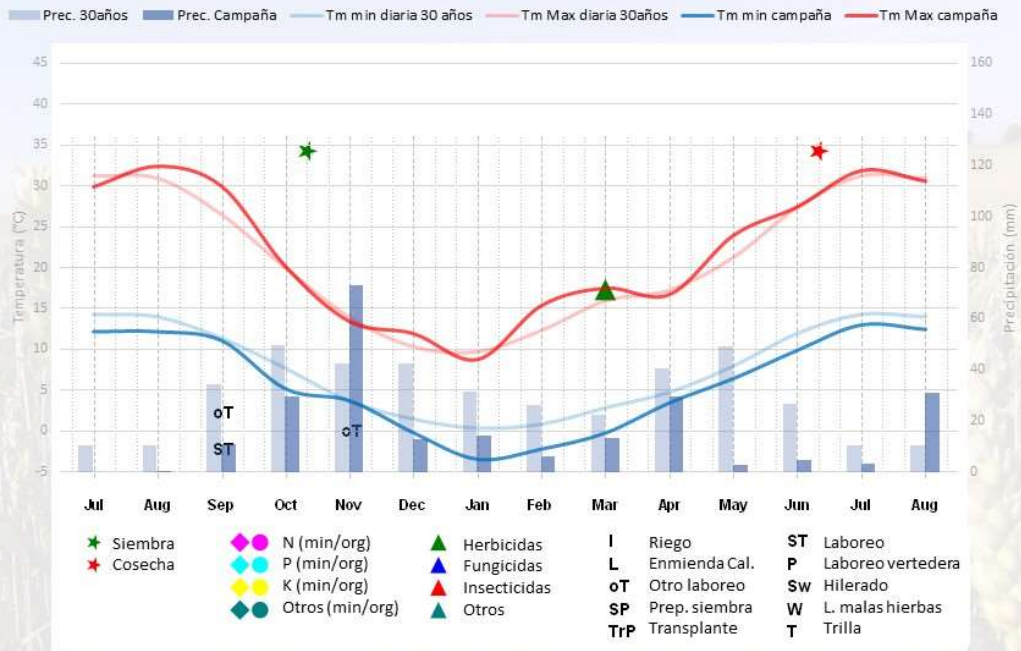 Prec. 30años Prec. Campaña Tm min diaria 30 años Tm Max diaria 30años Tm min campaña Tm Max campaña
45 160
40 140
35 120
30 100
25
20 80
15 60
10 40
5
0 20
-5 0
Temperatura (°C)
Precipitación (mm)
oT
ST
oT
Jul Aug Sep Oct Nov Dec Jan Feb Mar Apr May Jun Jul Aug
Siembra N (min/org) Herbicidas I Riego ST Laboreo
Cosecha P (min/org) Fungicidas L Enmienda Cal. P Laboreo vertedera
K (min/org) Insecticidas oT Otro laboreo Sw Hilerado
Otros (min/org) Otros SP Prep. siembra W L. malas hierbas
TrP Transplante T Trilla